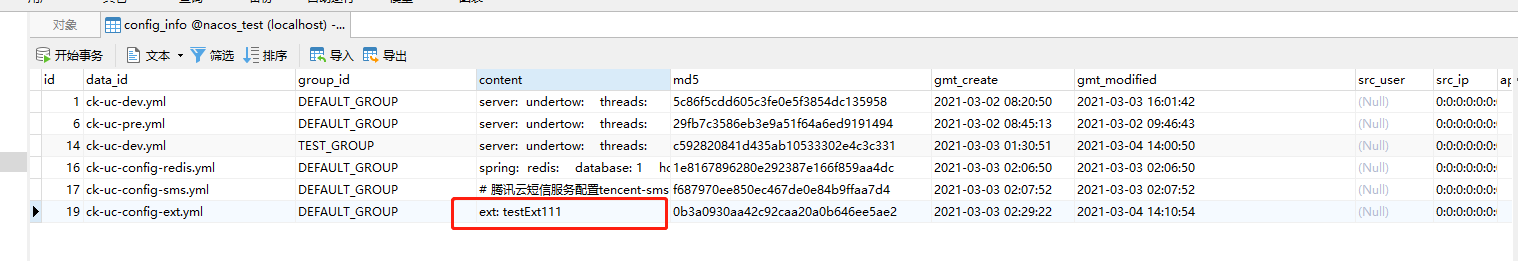 对象 config_info @nacos_test (localhost) -...
开始事务 文本 筛选 排序 导入 导出
id data_id group_id content md5 gmt_create gmt_modified src_user src_ip
1 ck-uc-dev.yml DEFAULT_GROUP server: undertow: threads: 5c86f5cdd605c3fe0e5f3854dc135958 2021-03-02 08:20:50 2021-03-03 16:01:42 (Null) 0:0:0:0:0:0:
6 ck-uc-pre.yml DEFAULT_GROUP server: undertow: threads: 29fb7c3586eb3e9a51f64a6ed9191494 2021-03-02 08:45:13 2021-03-02 09:46:43 (Null) 0:0:0:0:0:0:
14 ck-uc-dev.yml TEST_GROUP server: undertow: threads: c592820841d435ab10533302e4c3c331 2021-03-03 01:30:51 2021-03-04 14:00:50 (Null) 0:0:0:0:0:0:
16 ck-uc-config-redis.yml DEFAULT_GROUP spring: redis: database: 1 hc 1e8167896280e292387e166f859aa4dc 2021-03-03 02:06:50 2021-03-03 02:06:50 (Null) 0:0:0:0:0:0:
17 ck-uc-config-sms.yml DEFAULT_GROUP # 腾讯云短信服务配置tencent-sms f687970ee850ec467de0e84b9ffaa7d4 2021-03-03 02:07:52 2021-03-03 02:07:52 (Null) 0:0:0:0:0:0:
19 ck-uc-config-ext.yml DEFAULT_GROUP ext: testExt111 0b3a0930aa42c92caa20a0b646ee5ae2 2021-03-03 02:29:22 2021-03-04 14:10:54 (Null) 0:0:0:0:0:0: